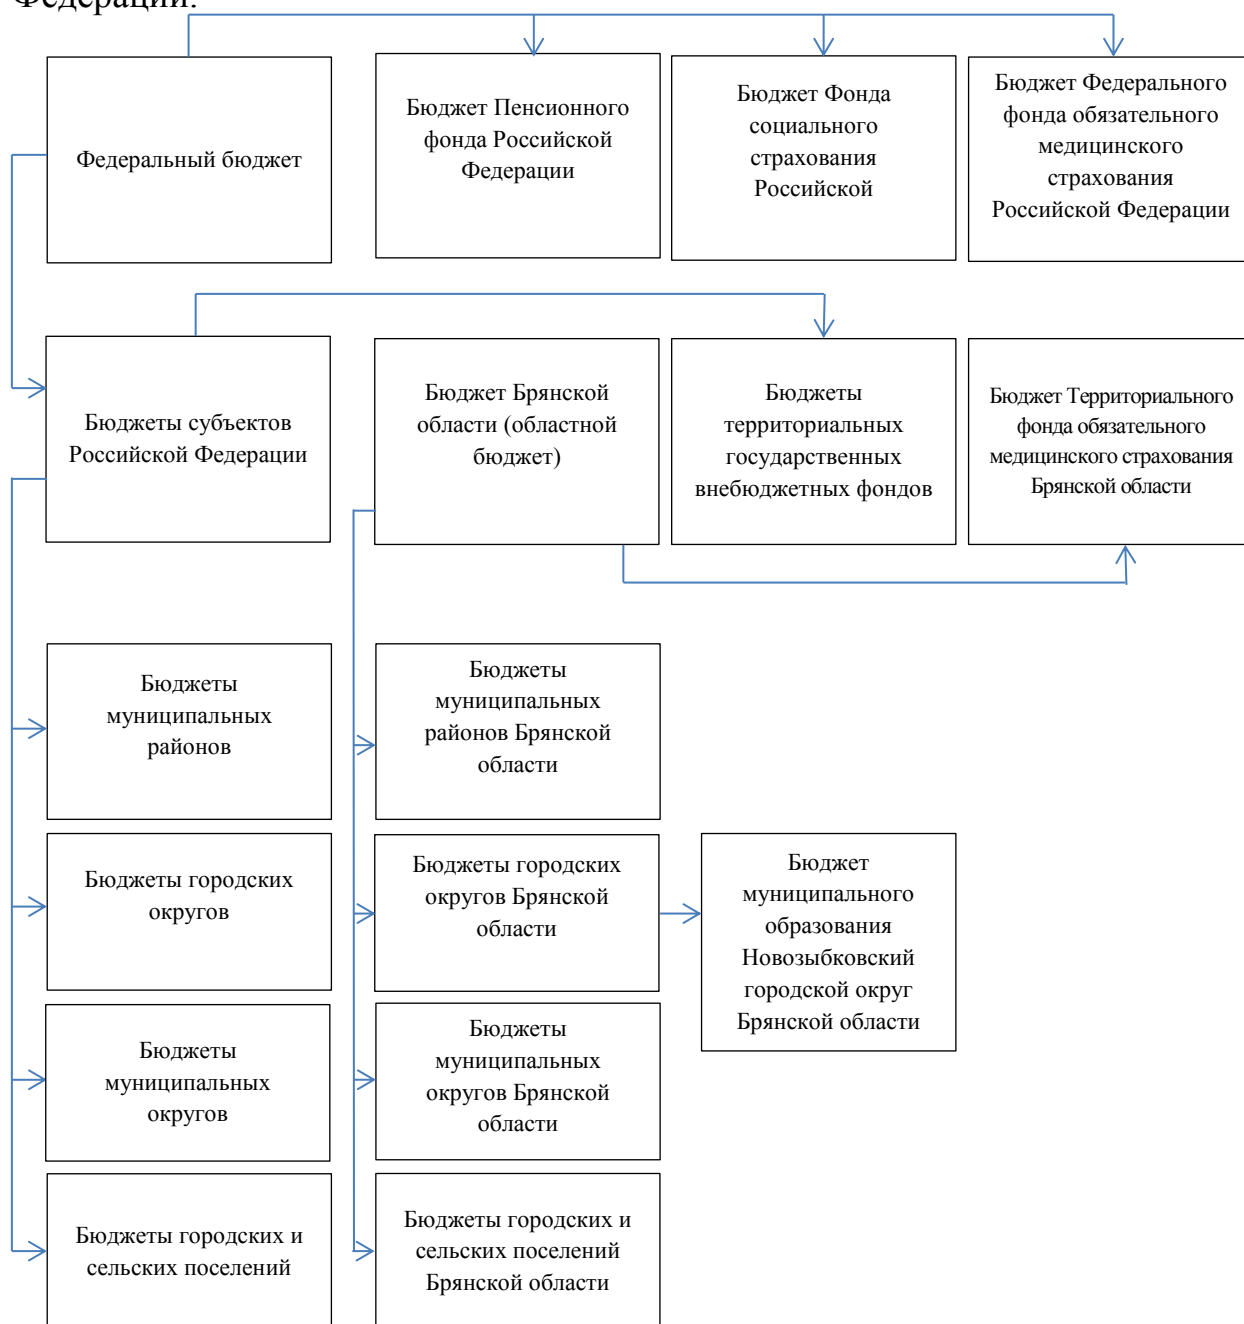 Федерации.
Федеральный бюджет
Бюджет Пенсионного
фонда Российской
Федерации
Бюджет Фонда
социального
страхования
Российской
Бюджет Федерального
фонда обязательного
медицинского
страхования
Российской Федерации
Бюджеты субъектов
Российской Федерации
Бюджет Брянской
области (областной
бюджет)
Бюджеты
территориальных
государственных
внебюджетных фондов
Бюджет Территориального
фонда обязательного
медицинского страхования
Брянской области
Бюджеты
муниципальных
районов
Бюджеты
муниципальных
районов Брянской
области
Бюджеты городских
округов
Бюджеты городских
округов Брянской
области
Бюджет
муниципального
образования
Новозыбковский
городской округ
Брянской области
Бюджеты
муниципальных
округов
Бюджеты
муниципальных
округов Брянской
области
Бюджеты городских и
сельских поселений
Бюджеты городских и
сельских поселений
Брянской области